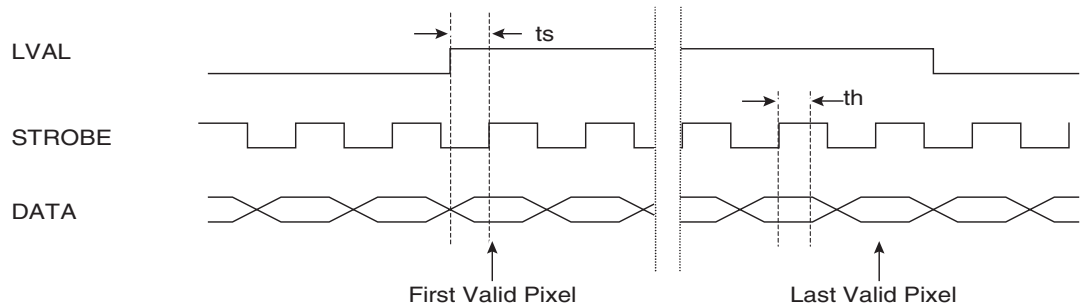 ts
LVAL
th
STROBE
DATA
First Valid Pixel
Last Valid Pixel